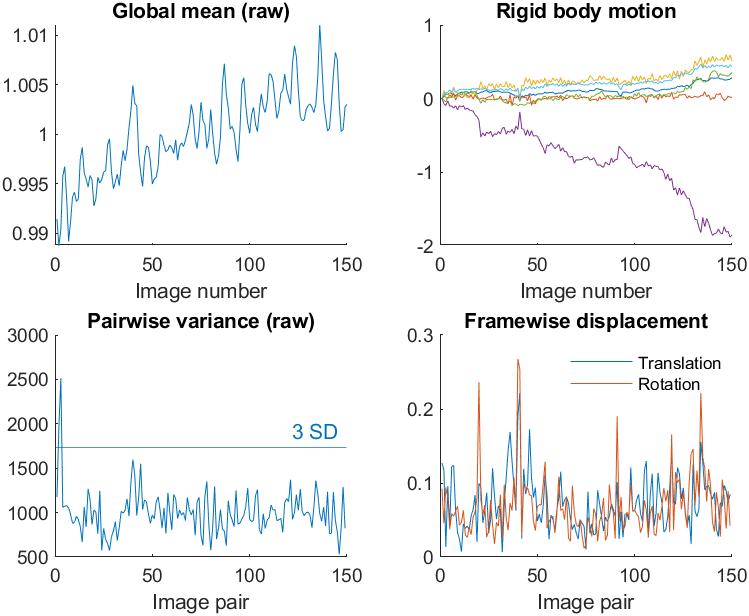 Global mean (raw)
1.01
1.005
1
0.995
0.99
0 50 100 150
Image number
Rigid body motion
1
0
-1
-2
0 50 100 150
Image number
Pairwise variance (raw)
3000
2500
2000
1500
1000
500
3 SD
0 50 100 150
Image pair
Framewise displacement
0.3
0.2
0.1
0
Translation
Rotation
0 50 100 150
Image pair